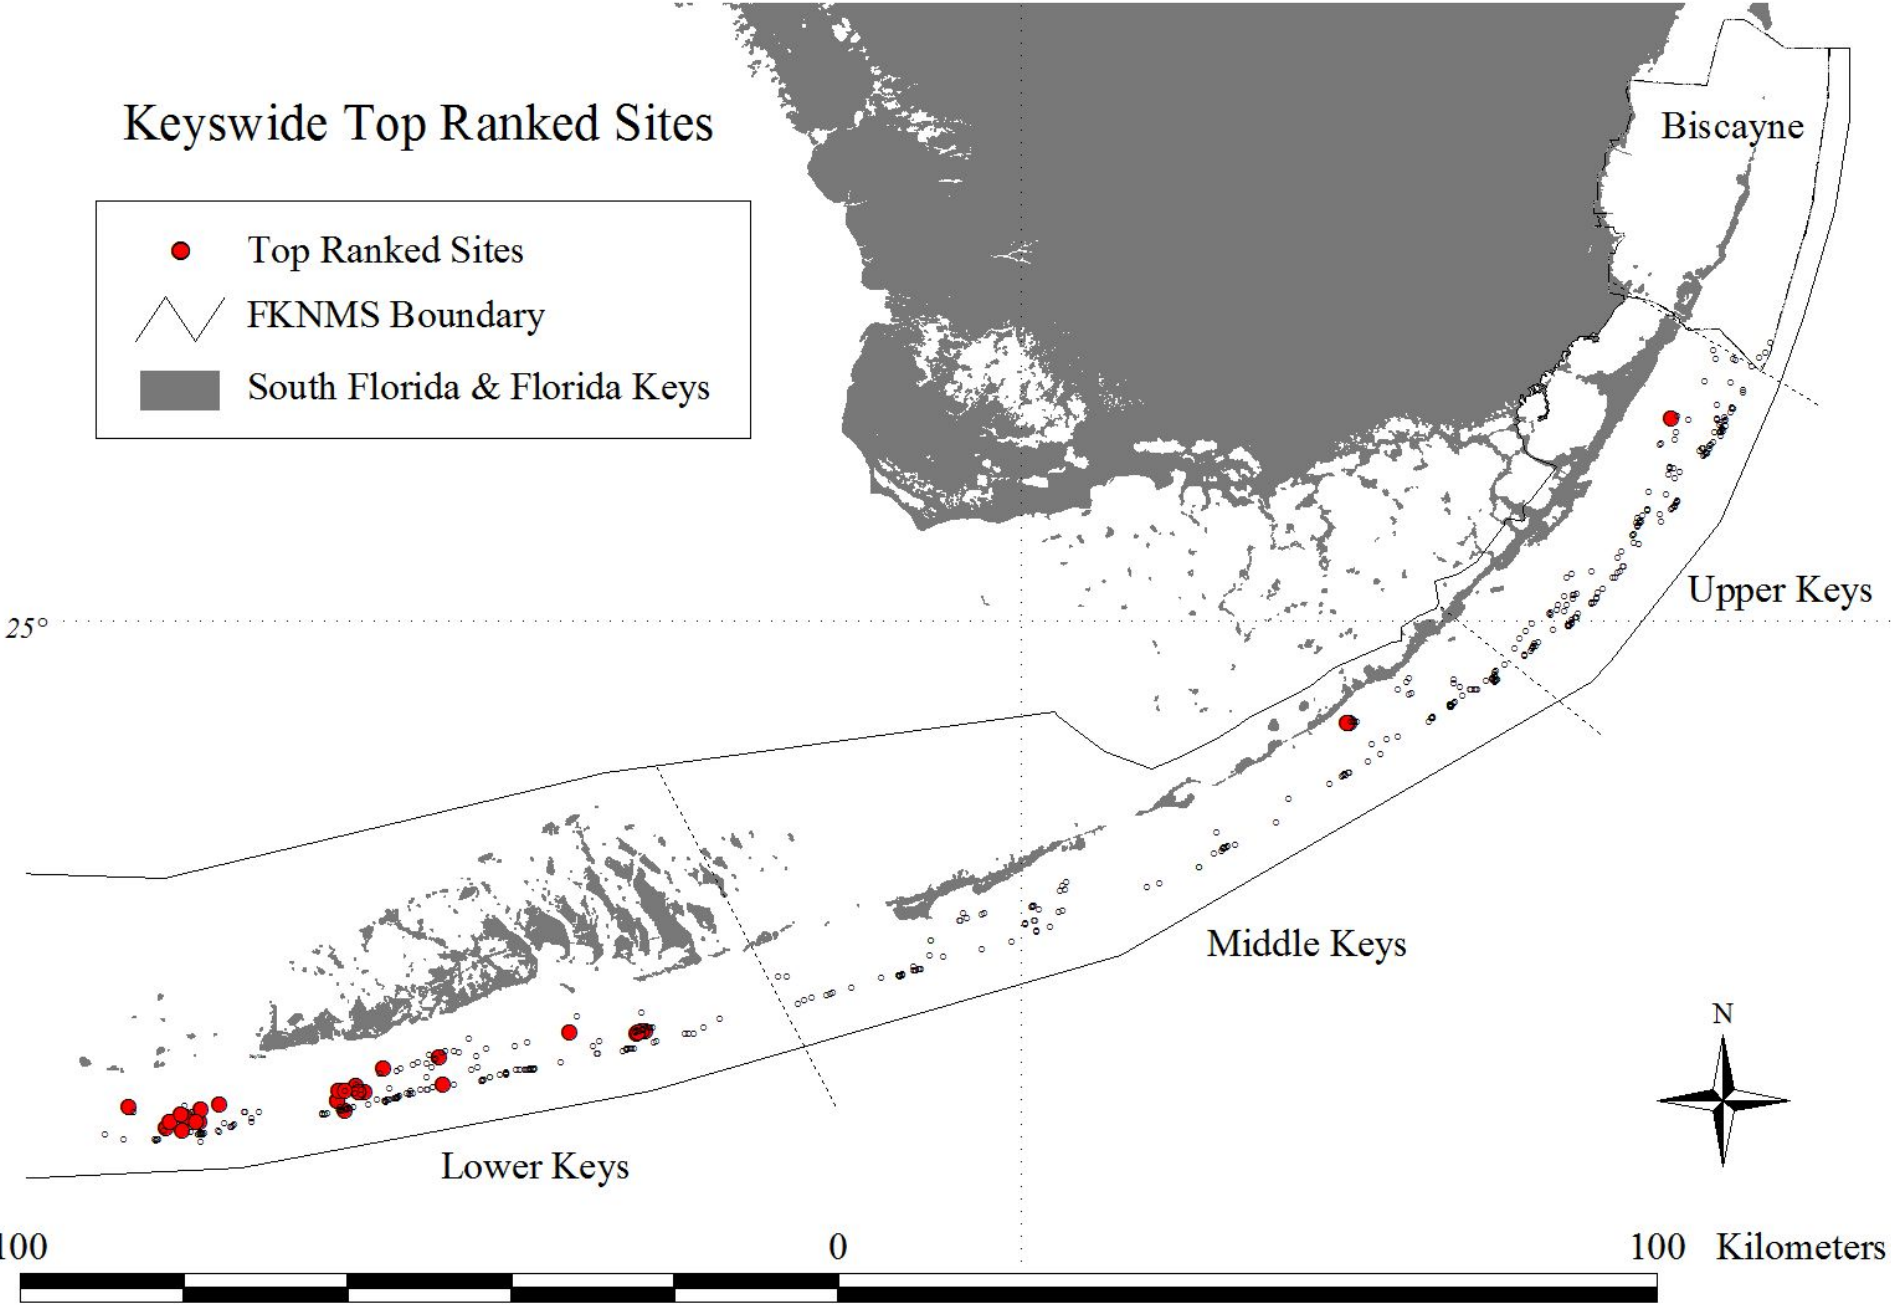 Keyswide Top Ranked Sites
Top Ranked Sites
FKNMS Boundary
South Florida & Florida Keys
Biscayne
25°
Upper Keys
Middle Keys
N
Lower Keys
100 0 100 Kilometers